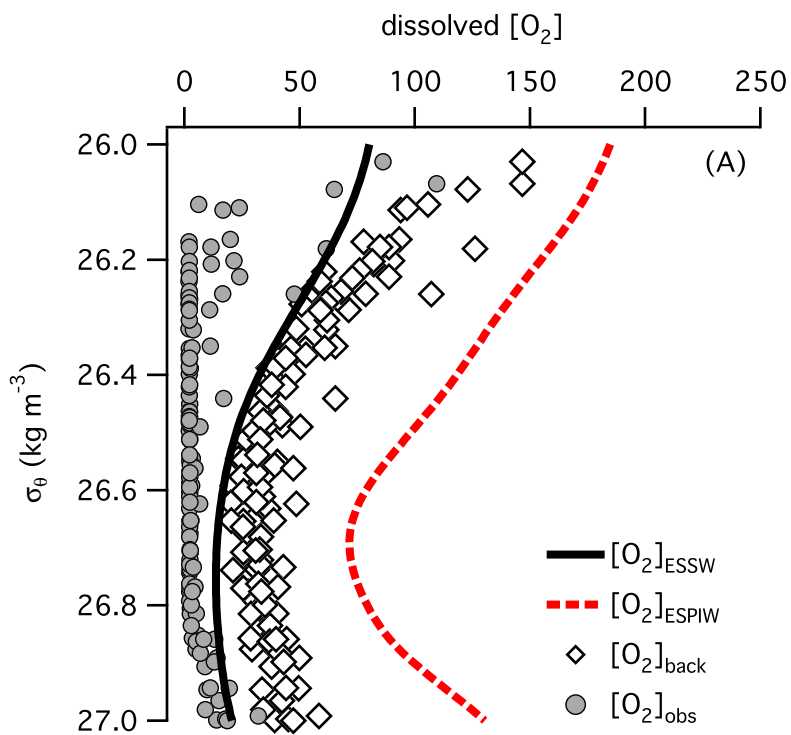 dissolved [O₂]
0 50 100 150 200 250
(A)
26.0
26.2
26.4
26.6
26.8
27.0
σθ (kg m⁻³)
[O₂]ESSW
[O₂]ESPIW
[O₂]back
[O₂]obs